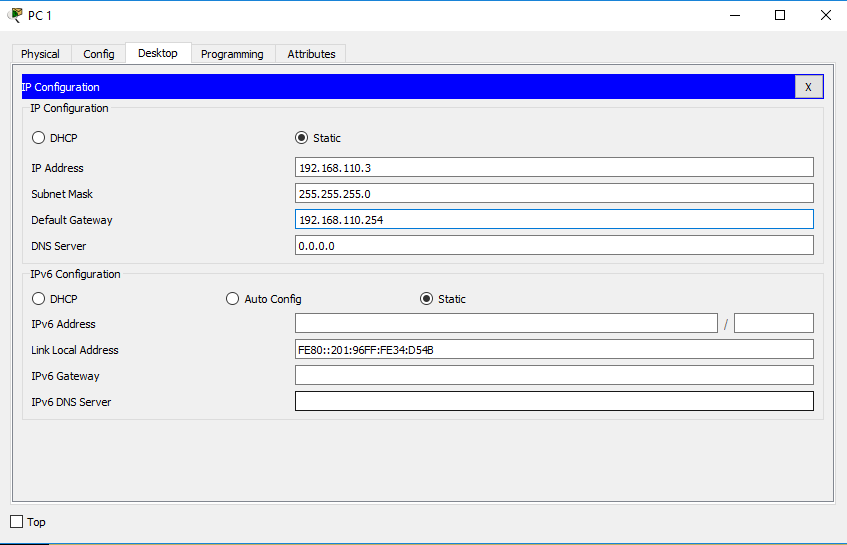 PC 1
Physical Config Desktop Programming Attributes
IP Configuration X
IP Configuration
DHCP Static
IP Address 192.168.110.3
Subnet Mask 255.255.255.0
Default Gateway 192.168.110.254
DNS Server 0.0.0.0
IPv6 Configuration
DHCP Auto Config Static
IPv6 Address /
Link Local Address FE80::201:96FF:FE34:D54B
IPv6 Gateway
IPv6 DNS Server
Top